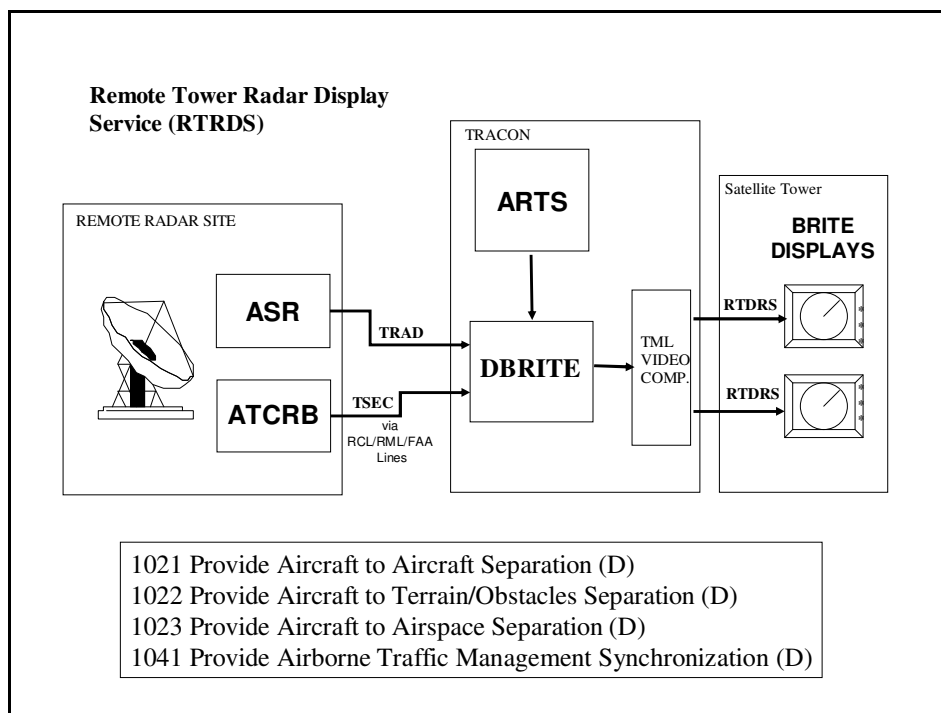 Remote Tower Radar Display
Service (RTRDS)
REMOTE RADAR SITE
ASR
ATCRB
TRAD
TSEC
via
RCL/RML/FAA
Lines
TRACON
ARTS
DBRITE
TML
VIDEO
COMP.
Satellite Tower
BRITE
DISPLAYS
RTDRS
RTDRS
1021 Provide Aircraft to Aircraft Separation (D)
1022 Provide Aircraft to Terrain/Obstacles Separation (D)
1023 Provide Aircraft to Airspace Separation (D)
1041 Provide Airborne Traffic Management Synchronization (D)